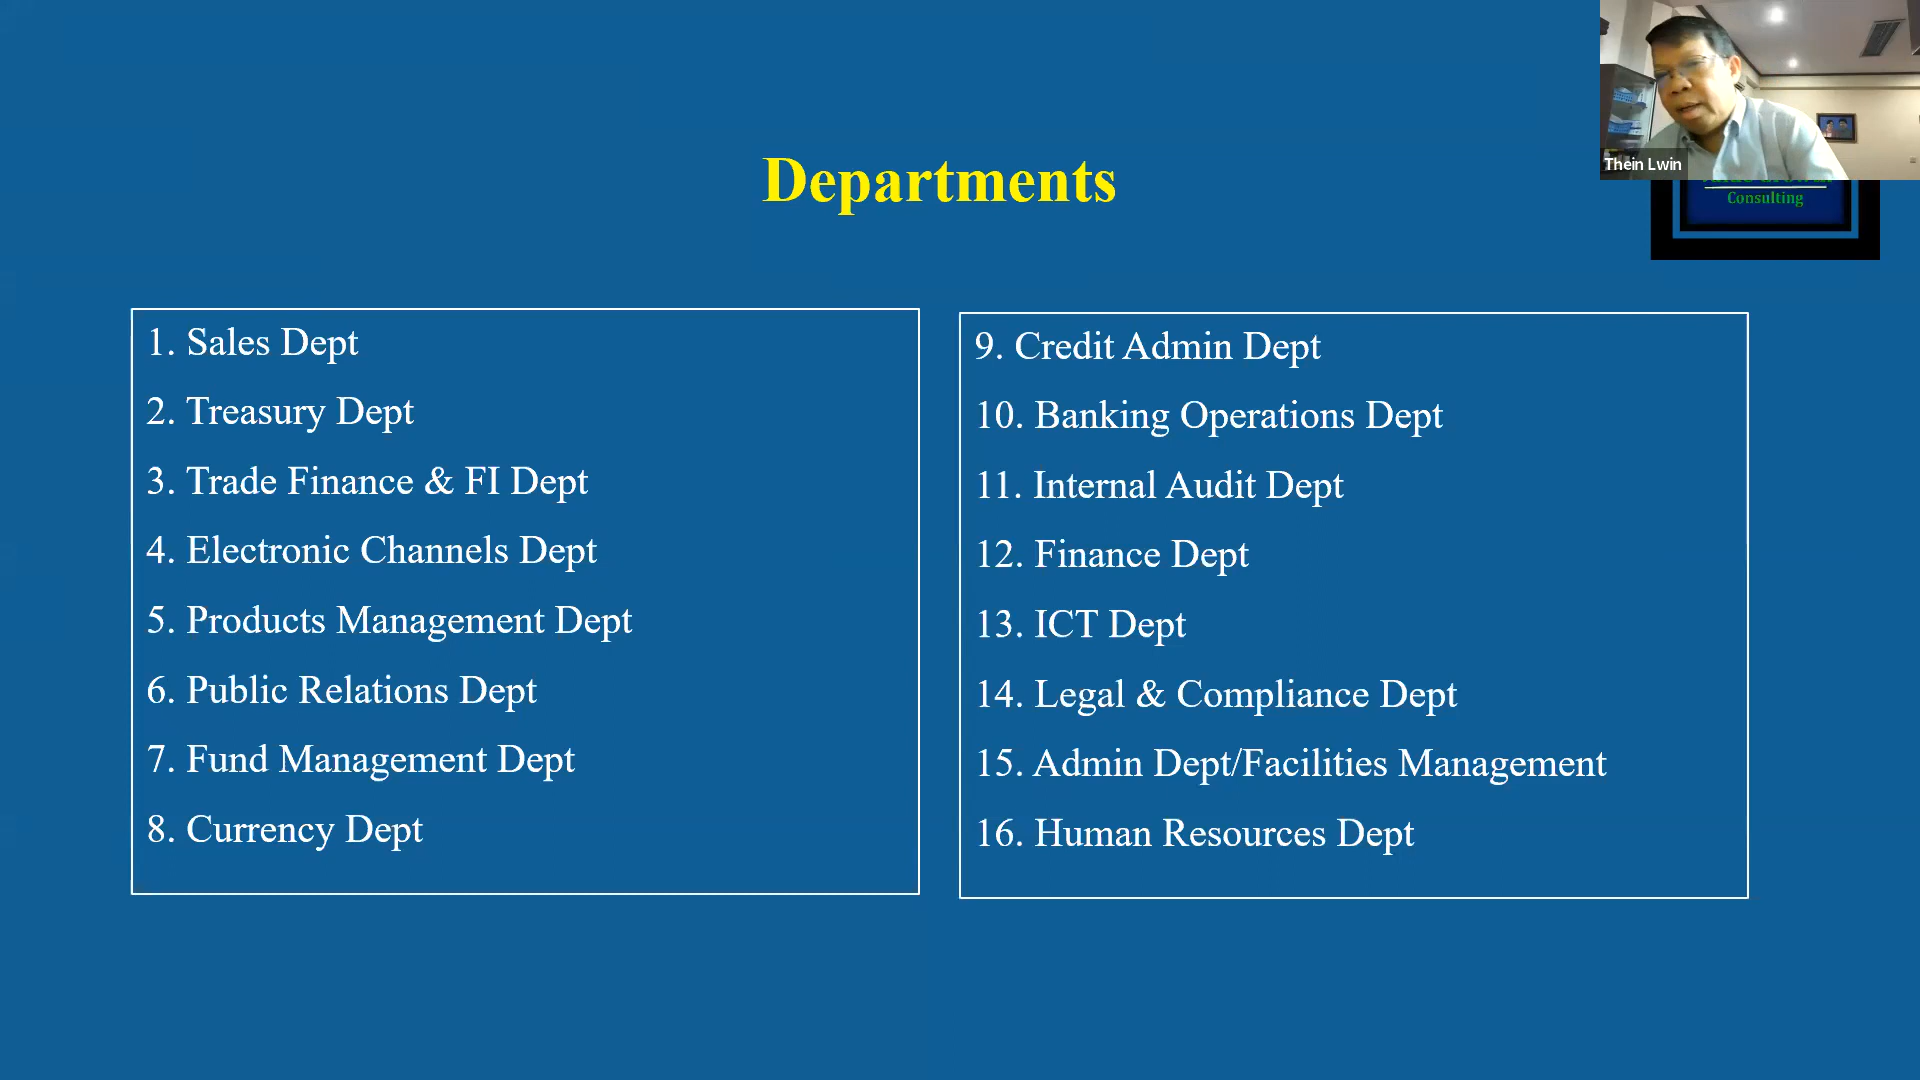 Departments
Thein Lwin
Consulting
1. Sales Dept
2. Treasury Dept
3. Trade Finance & FI Dept
4. Electronic Channels Dept
5. Products Management Dept
6. Public Relations Dept
7. Fund Management Dept
8. Currency Dept
9. Credit Admin Dept
10. Banking Operations Dept
11. Internal Audit Dept
12. Finance Dept
13. ICT Dept
14. Legal & Compliance Dept
15. Admin Dept/Facilities Management
16. Human Resources Dept